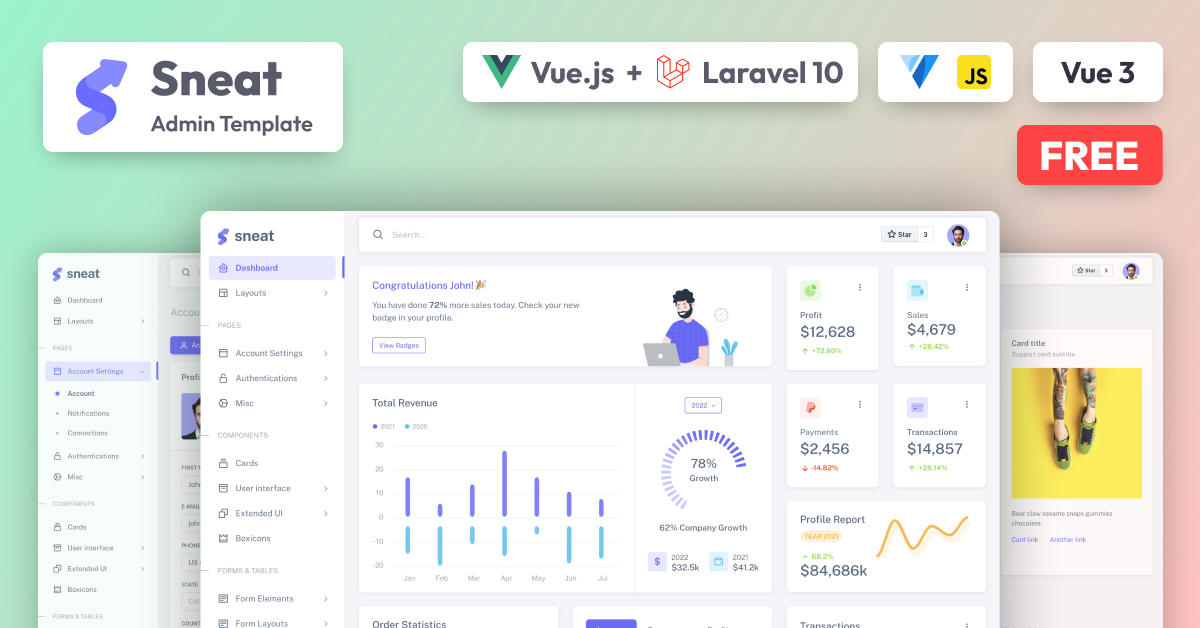 Sneat
Admin Template
Vue.js + Laravel 10
JS
Vue 3
FREE
sneat
Dashboard
Layouts
PAGES
Account Settings
Account
Notifications
Connections
Authentications
Misc
COMPONENTS
Cards
User interface
Extended UI
Boxicons
FORMS & TABLES
sneat
Dashboard
Layouts
PAGES
Account Settings
Authentications
Misc
COMPONENTS
Cards
User interface
Extended UI
Boxicons
FORMS & TABLES
Form Elements
Form Layouts
Search...
Star 3
Congratulations John! 🎉
You have done 72% more sales today. Check your new
badge in your profile.
View Badges
Profit
$12,628
+72.80%
Sales
$4,679
+28.42%
Total Revenue
2021 2020
30
20
10
0
-10
-20
Jan Feb Mar Apr May Jun Jul
2022
78%
Growth
62% Company Growth
$
2022
$32.5k
2021
$41.2k
Payments
$2,456
-14.82%
Transactions
$14,857
+28.14%
Profile Report
YEAR 2021
68.2%
$84,686k
Order Statistics
Transactions
Star 3
Card title
Support card subtitle
Bear claw sesame snaps gummies
chocolate.
Card link Another link